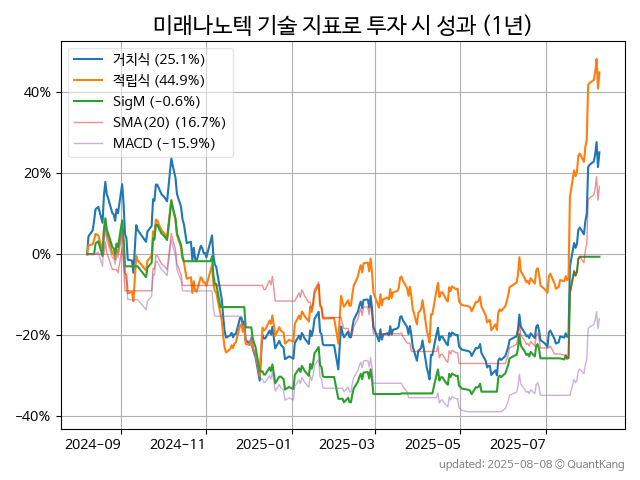 미래나노텍 기술 지표로 투자 시 성과 (1년)
거치식 (25.1%)
적립식 (44.9%)
SigM (−0.6%)
SMA(20) (16.7%)
MACD (−15.9%)
40%
20%
0%
−20%
−40%
2024-09 2024-11 2025-01 2025-03 2025-05 2025-07
updated: 2025-08-08 © QuantKang